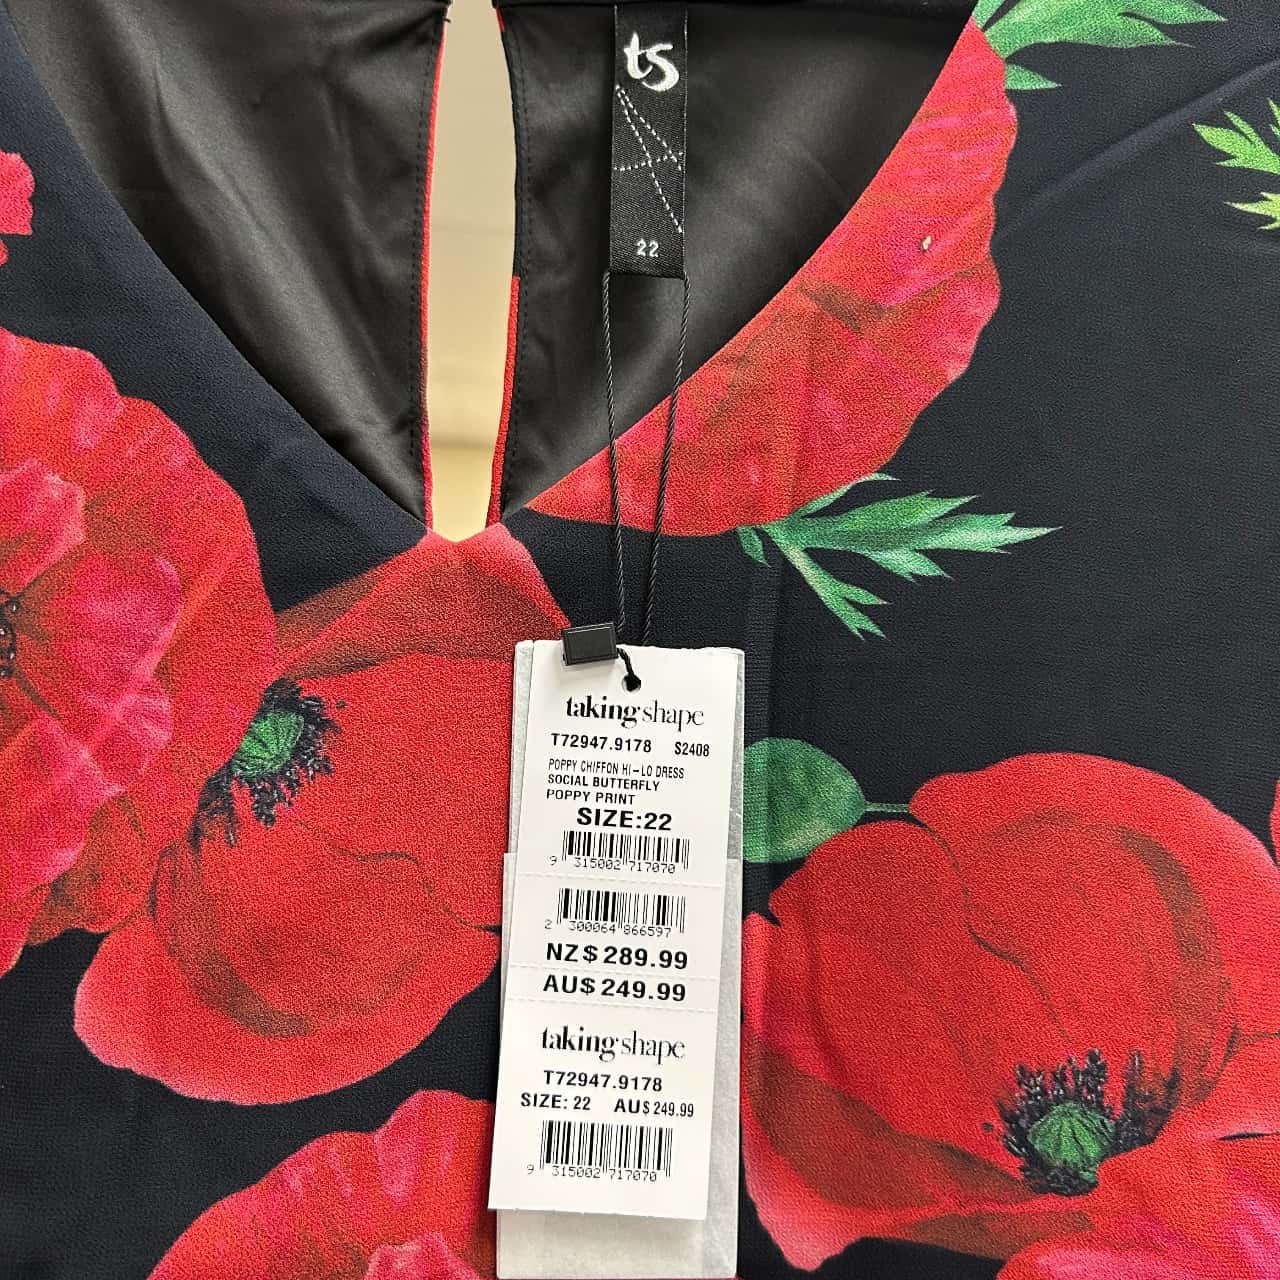 ts
22
taking shape
T72947.9178 S2408
POPPY CHIFFON HI-LO DRESS
SOCIAL BUTTERFLY
POPPY PRINT
SIZE:22
9 315002 717070
2 300064 866597
NZ$289.99
AU$249.99
taking shape
T72947.9178
SIZE: 22 AU$249.99
9 315002 717070